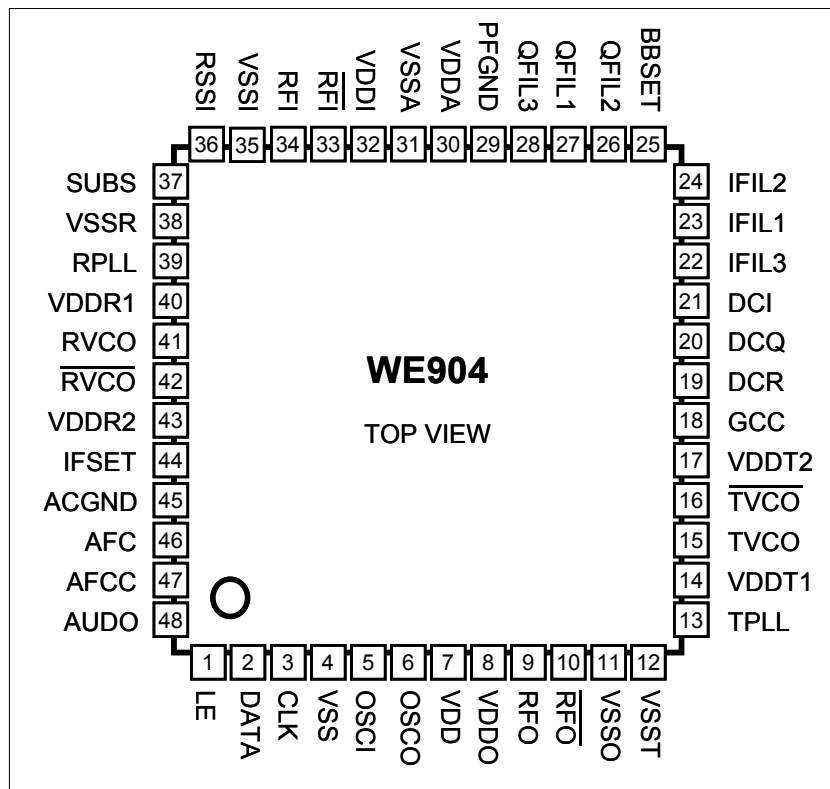 RSSI VSSI RFI R̅F̅I̅ VDDI VSSA VDDA PFGND QFIL3 QFIL1 QFIL2 BBSET
36 35 34 33 32 31 30 29 28 27 26 25
SUBS 37
VSSR 38
RPLL 39
VDDR1 40
RVCO 41
R̅V̅C̅O̅ 42
VDDR2 43
IFSET 44
ACGND 45
AFC 46
AFCC 47
AUDO 48
WE904
TOP VIEW
24 IFIL2
23 IFIL1
22 IFIL3
21 DCI
20 DCQ
19 DCR
18 GCC
17 VDDT2
16 T̅V̅C̅O̅
15 TVCO
14 VDDT1
13 TPLL
1 2 3 4 5 6 7 8 9 10 11 12
LE DATA CLK VSS OSCI OSCO VDD VDDO RFO R̅F̅O̅ VSSO VSST